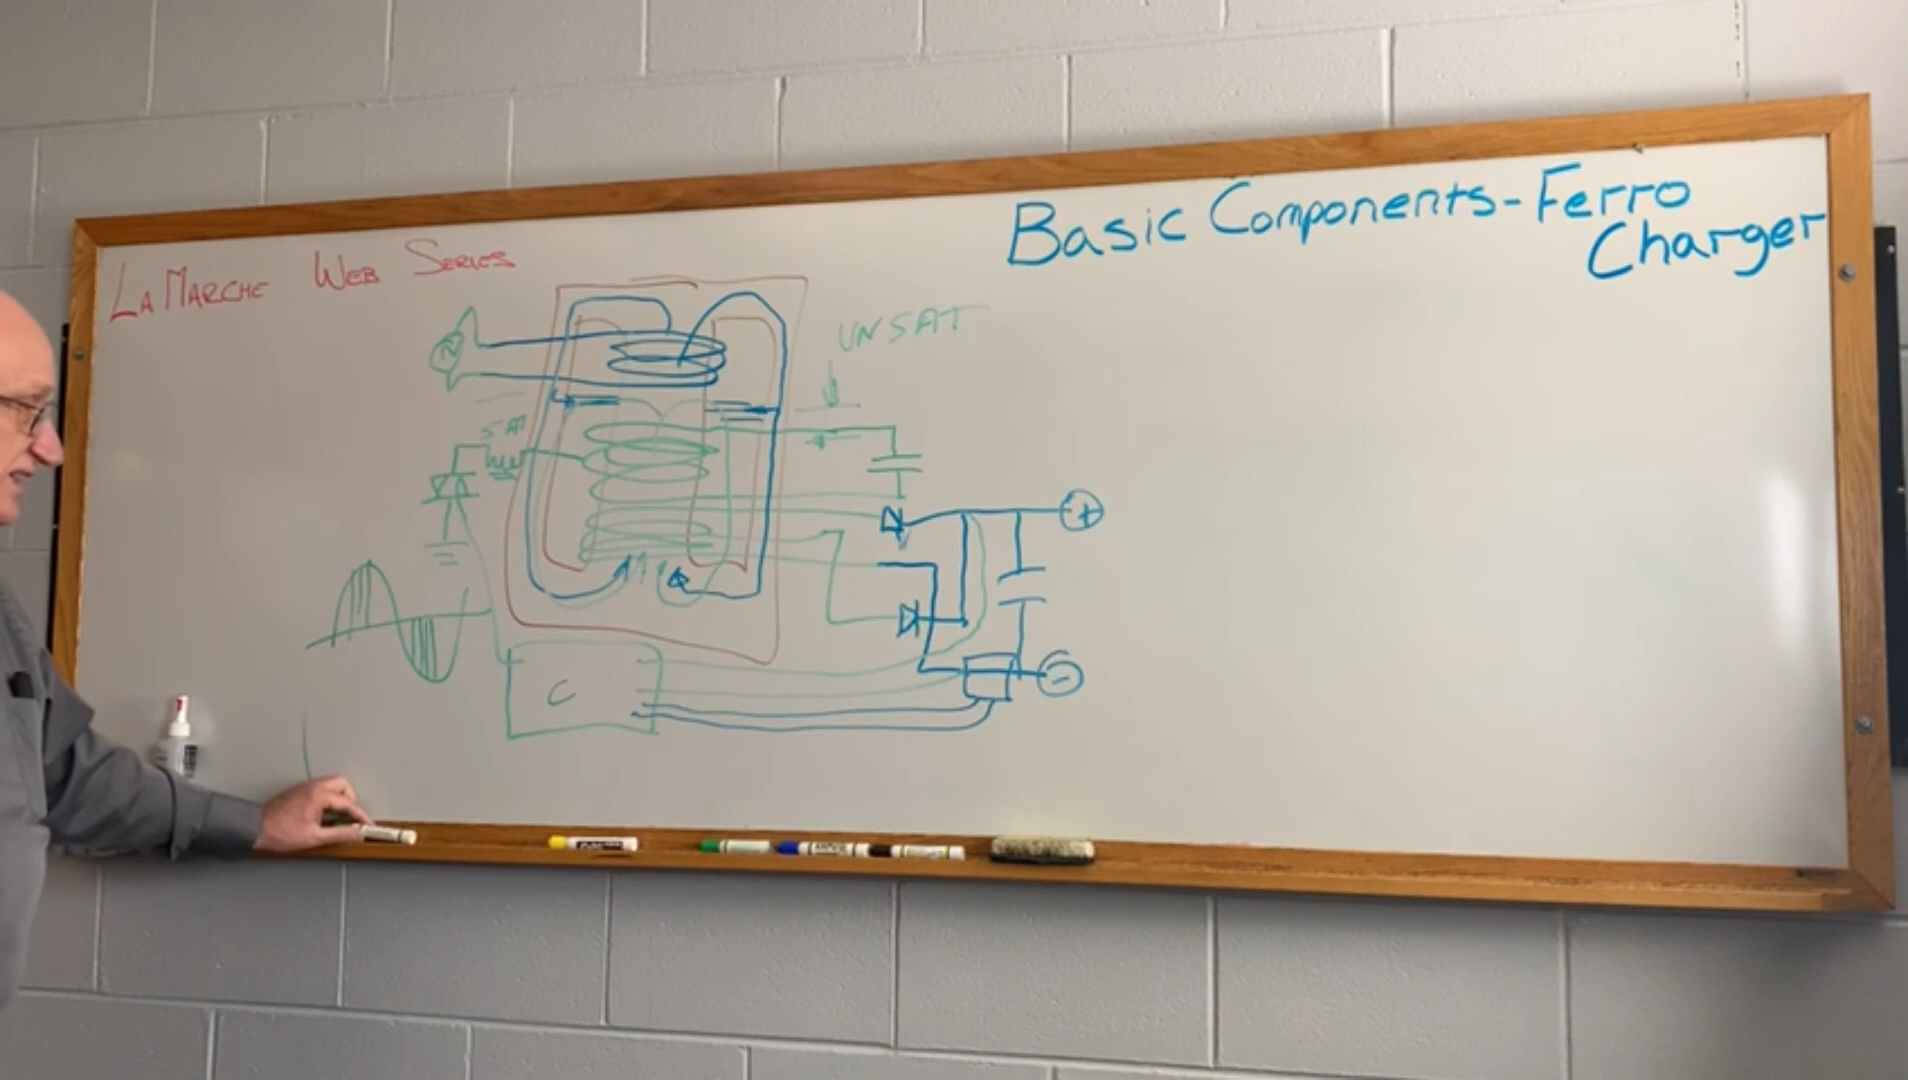 LA MARCHE WEB SERIES
Basic Components-Ferro
Charger
UNSAT
SAT
N
+
C
-